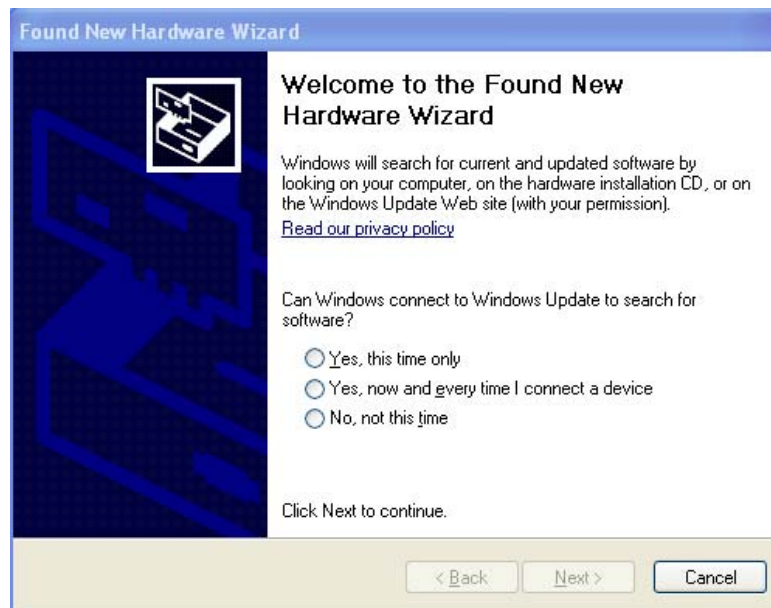 Found New Hardware Wizard
Welcome to the Found New
Hardware Wizard
Windows will search for current and updated software by
looking on your computer, on the hardware installation CD, or on
the Windows Update Web site (with your permission).
Read our privacy policy
Can Windows connect to Windows Update to search for
software?
Yes, this time only
Yes, now and every time I connect a device
No, not this time
Click Next to continue.
< Back Next > Cancel